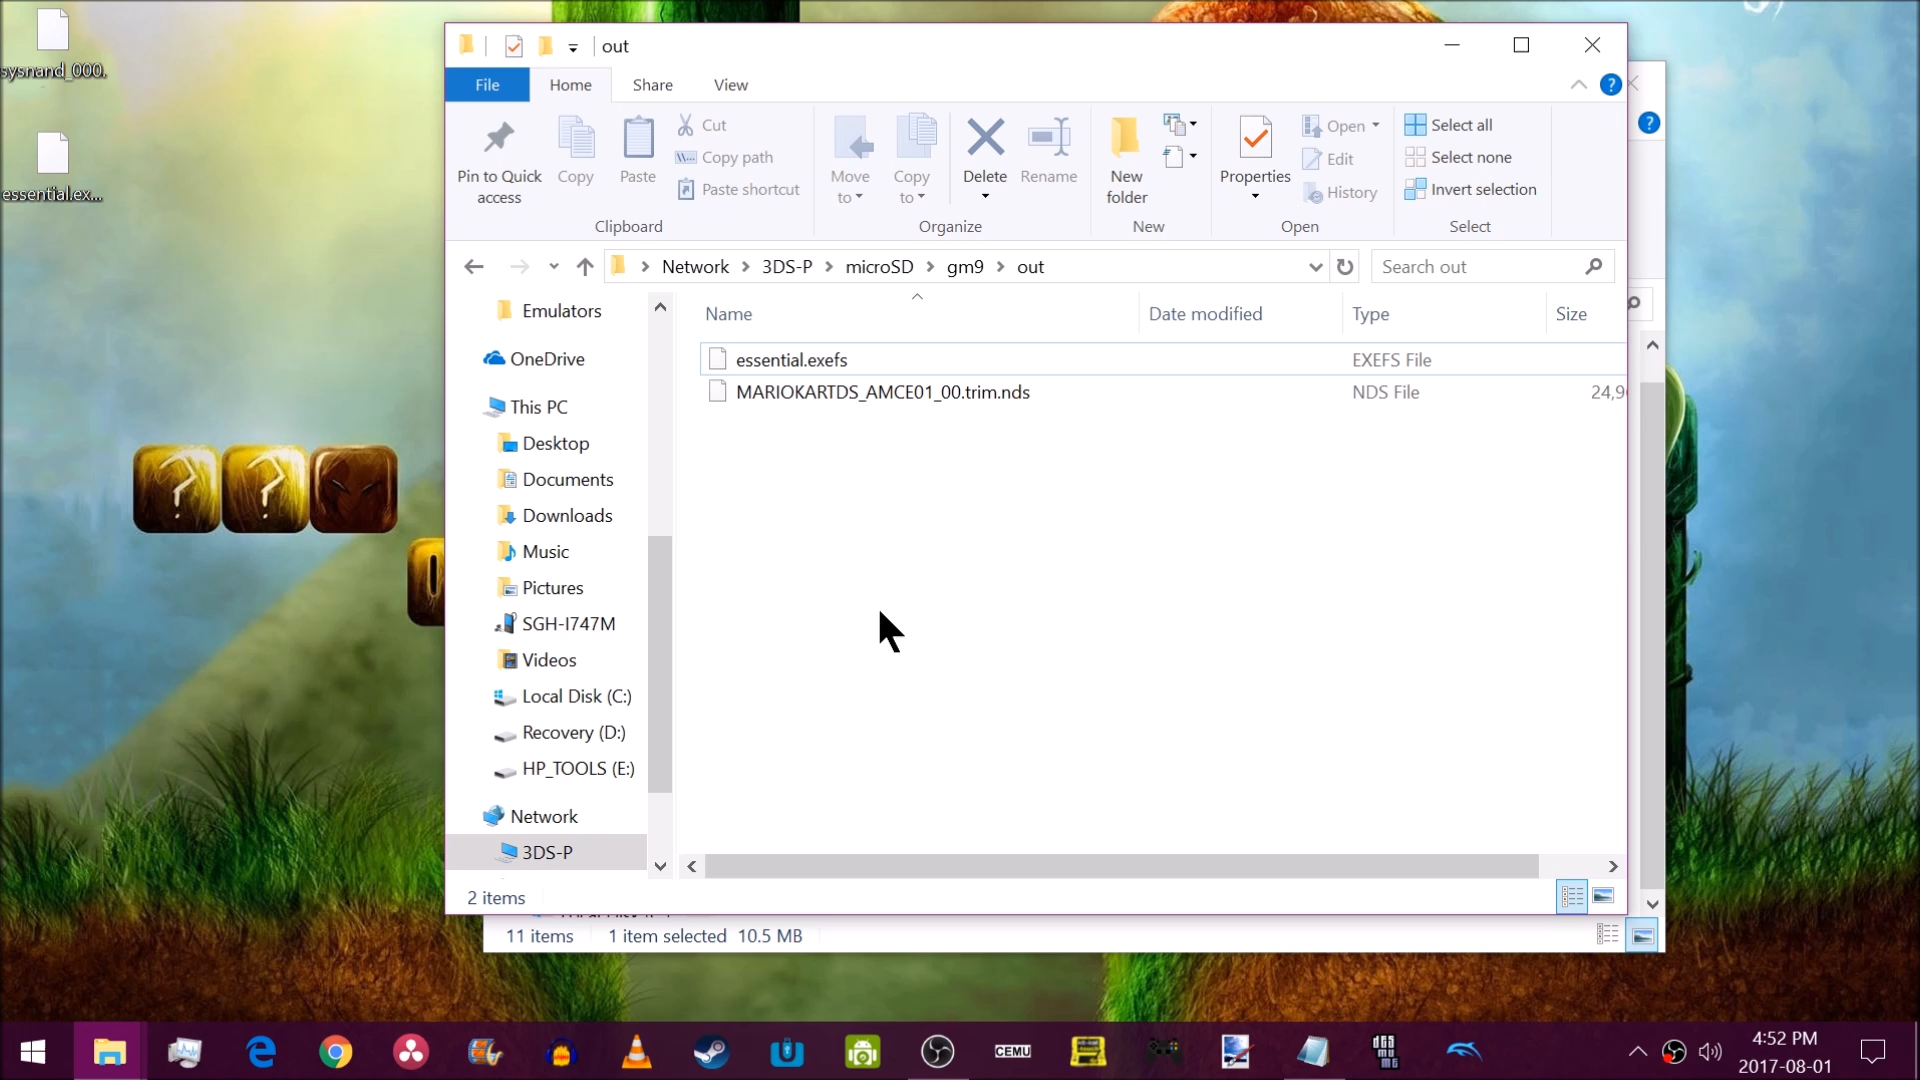 sysnand_000.
essential.ex...
out
File
Home
Share
View
Pin to Quick access
Copy
Paste
Cut
Copy path
Paste shortcut
Clipboard
Move to
Copy to
Delete
Rename
Organize
New folder
New
Properties
Open
Edit
History
Open
Select all
Select none
Invert selection
Select
Network
3DS-P
microSD
gm9
out
Search out
Name
Date modified
Type
Size
essential.exefs
EXEFS File
MARIOKARTDS_AMCE01_00.trim.nds
NDS File
24,9
Emulators
OneDrive
This PC
Desktop
Documents
Downloads
Music
Pictures
SGH-I747M
Videos
Local Disk (C:)
Recovery (D:)
HP_TOOLS (E:)
Network
3DS-P
2 items
11 items 1 item selected 10.5 MB
CEMU
4:52 PM
2017-08-01